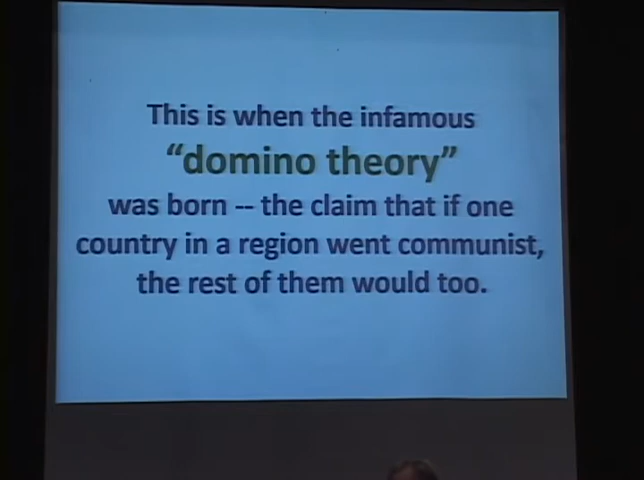 This is when the infamous
“domino theory”
was born -- the claim that if one
country in a region went communist,
the rest of them would too.